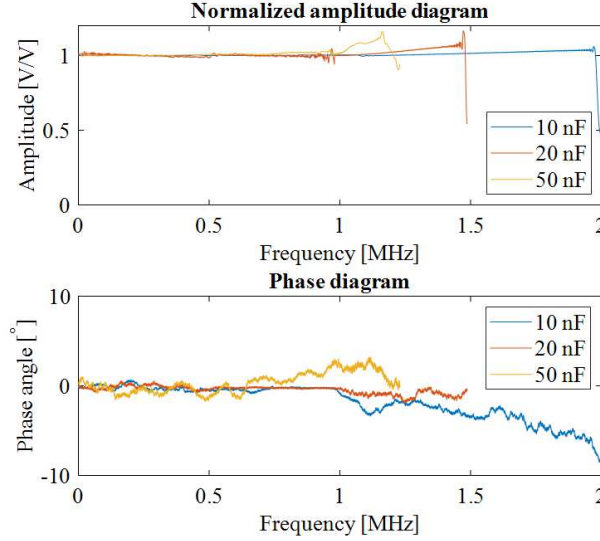 Normalized amplitude diagram
Amplitude [V/V]
1
0.5
0
10 nF
20 nF
50 nF
0 0.5 1 1.5 2
Frequency [MHz]
Phase diagram
Phase angle [°]
10
0
-10
10 nF
20 nF
50 nF
0 0.5 1 1.5 2
Frequency [MHz]